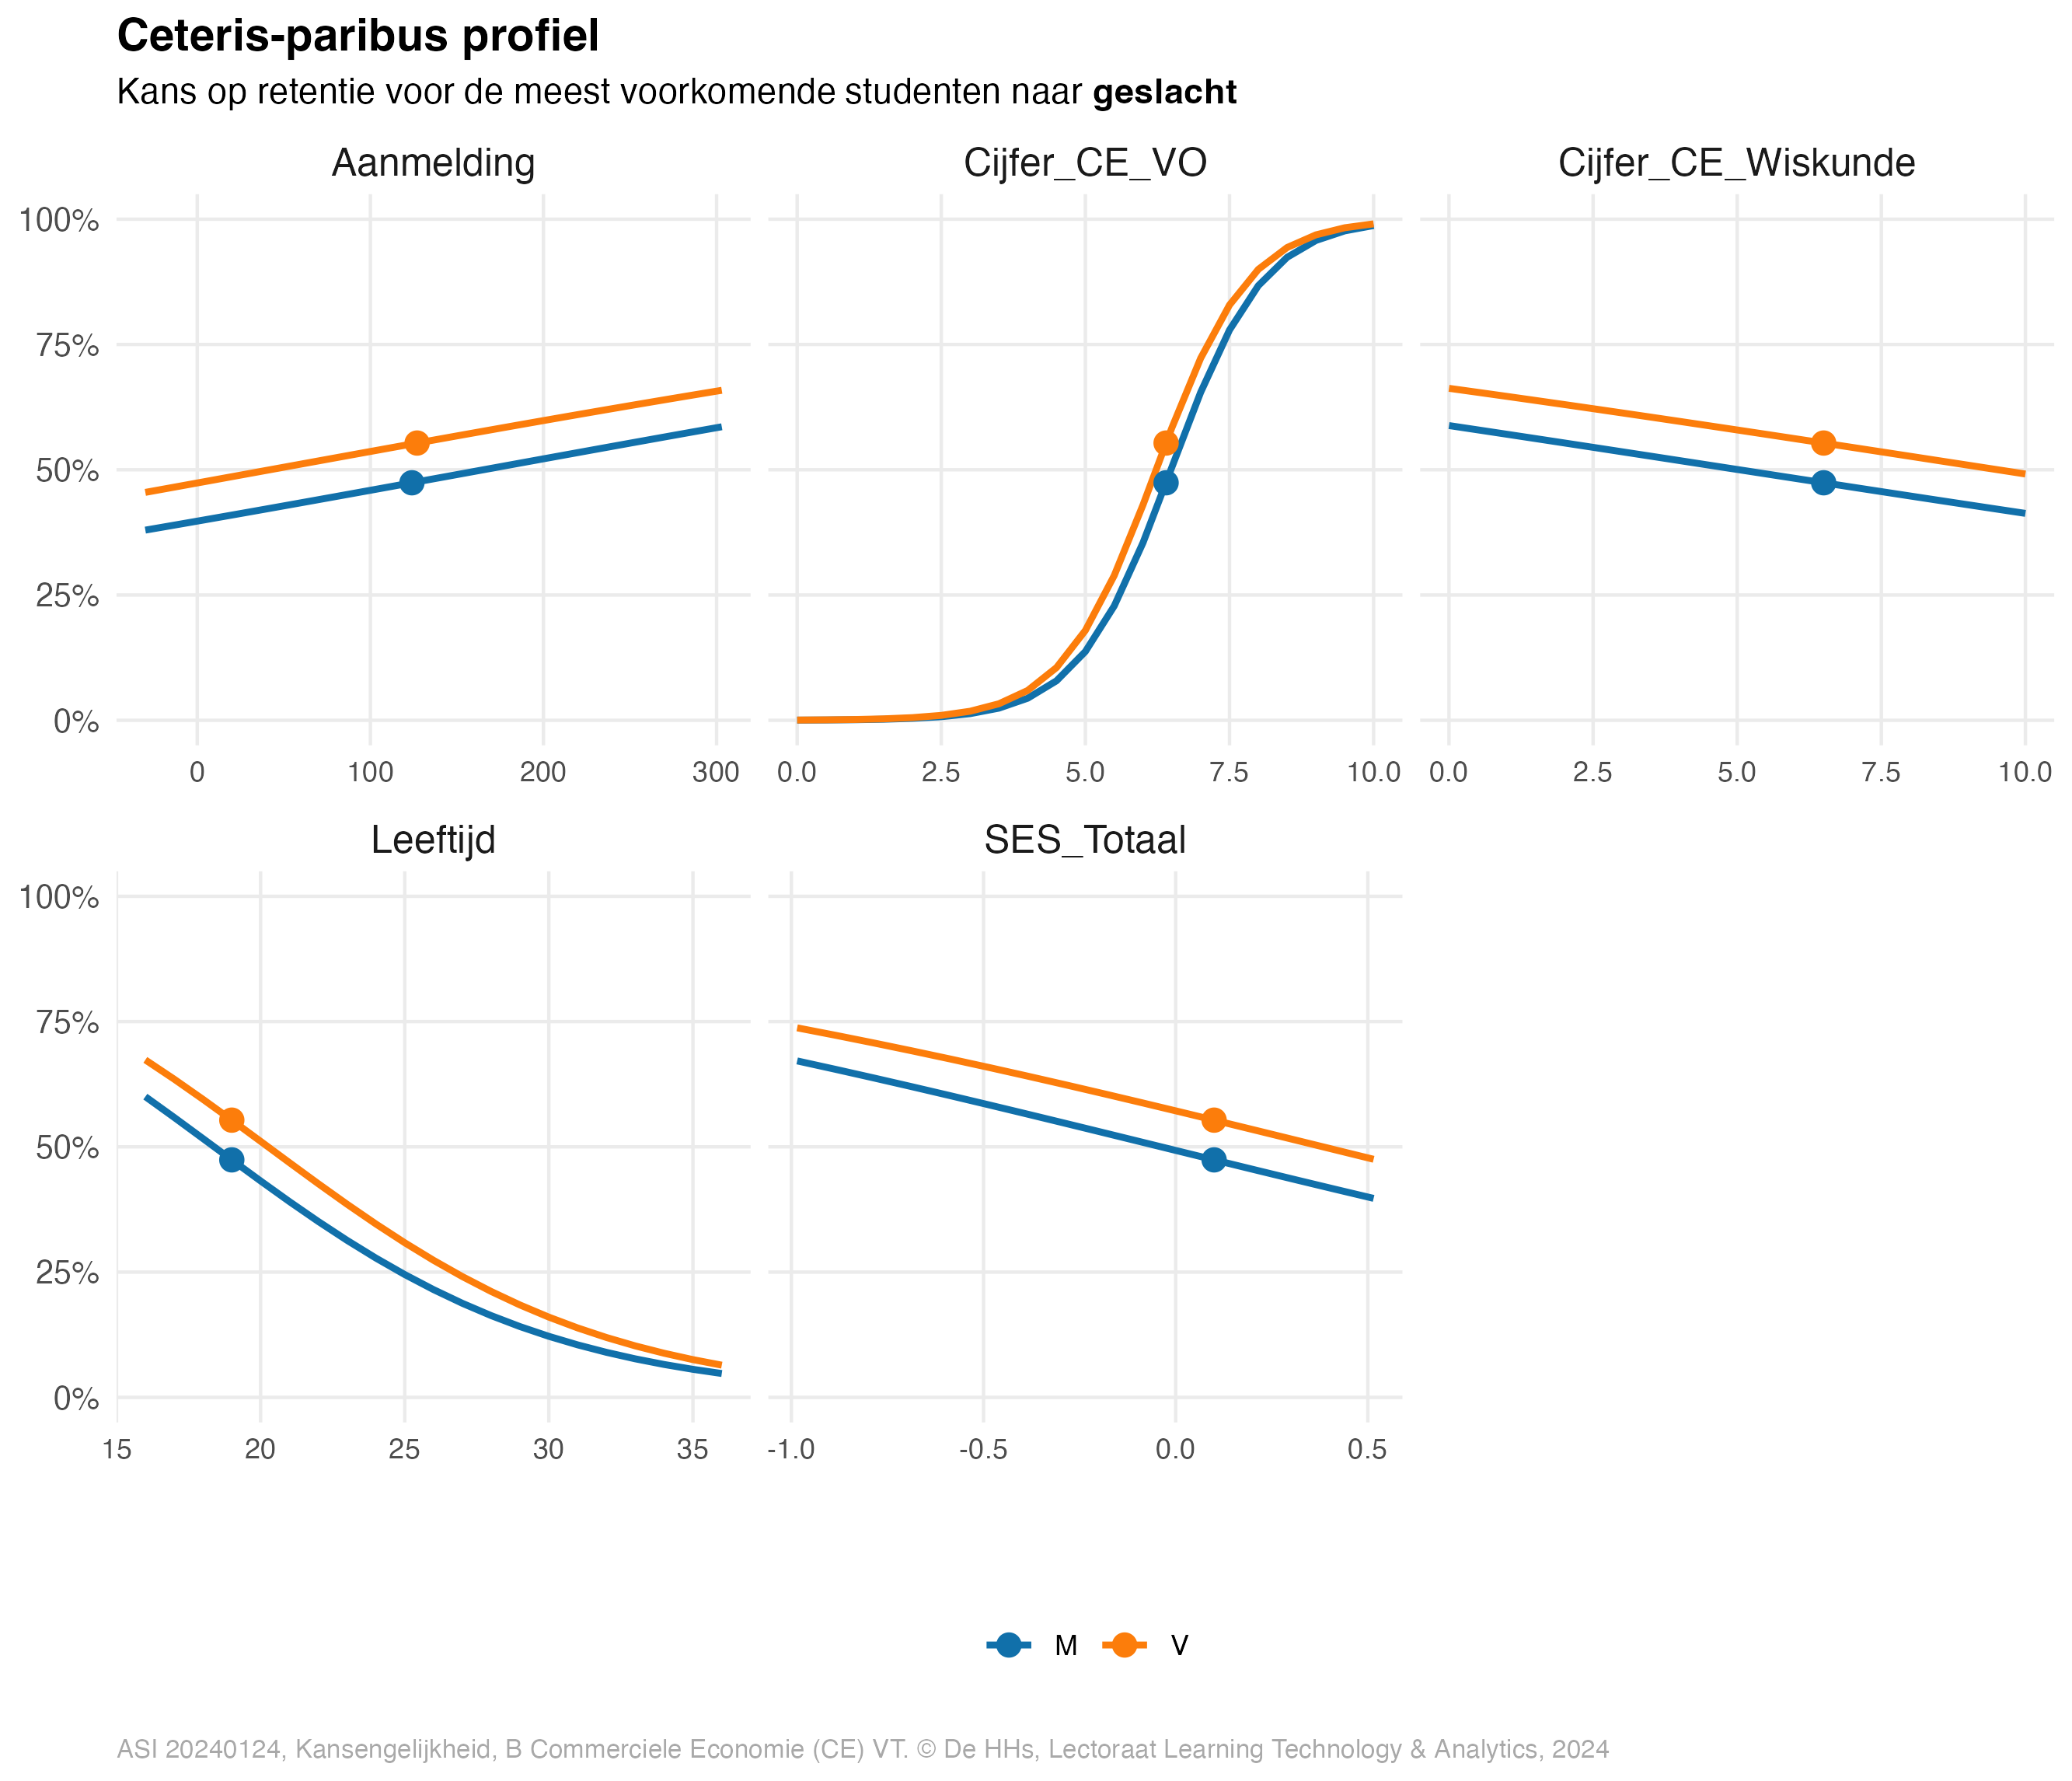 Ceteris-paribus profiel
Kans op retentie voor de meest voorkomende studenten naar geslacht
Aanmelding
Cijfer_CE_VO
Cijfer_CE_Wiskunde
100%
75%
50%
25%
0%
0 100 200 300
0.0 2.5 5.0 7.5 10.0
0.0 2.5 5.0 7.5 10.0
Leeftijd
SES_Totaal
100%
75%
50%
25%
0%
15 20 25 30 35
-1.0 -0.5 0.0 0.5
M V
ASI 20240124, Kansengelijkheid, B Commerciele Economie (CE) VT. © De HHs, Lectoraat Learning Technology & Analytics, 2024